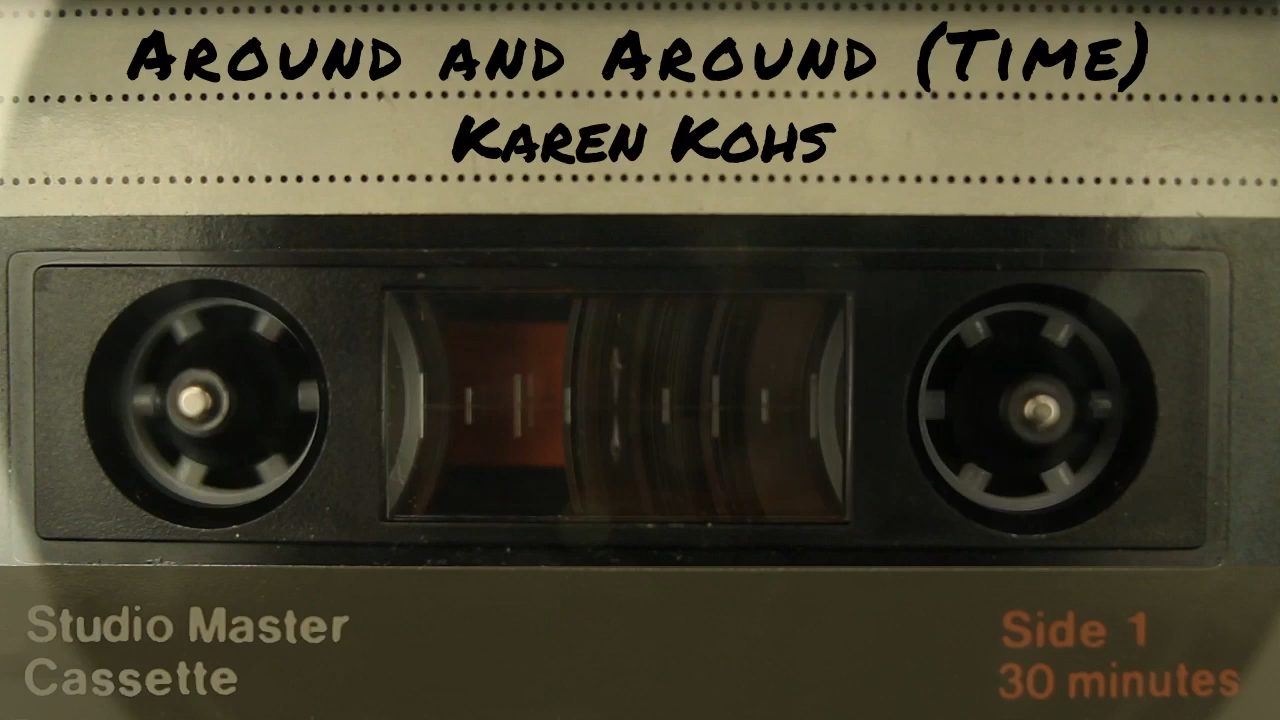 Around and Around (Time)
Karen Kohs
Studio Master
Cassette
Side 1
30 minutes